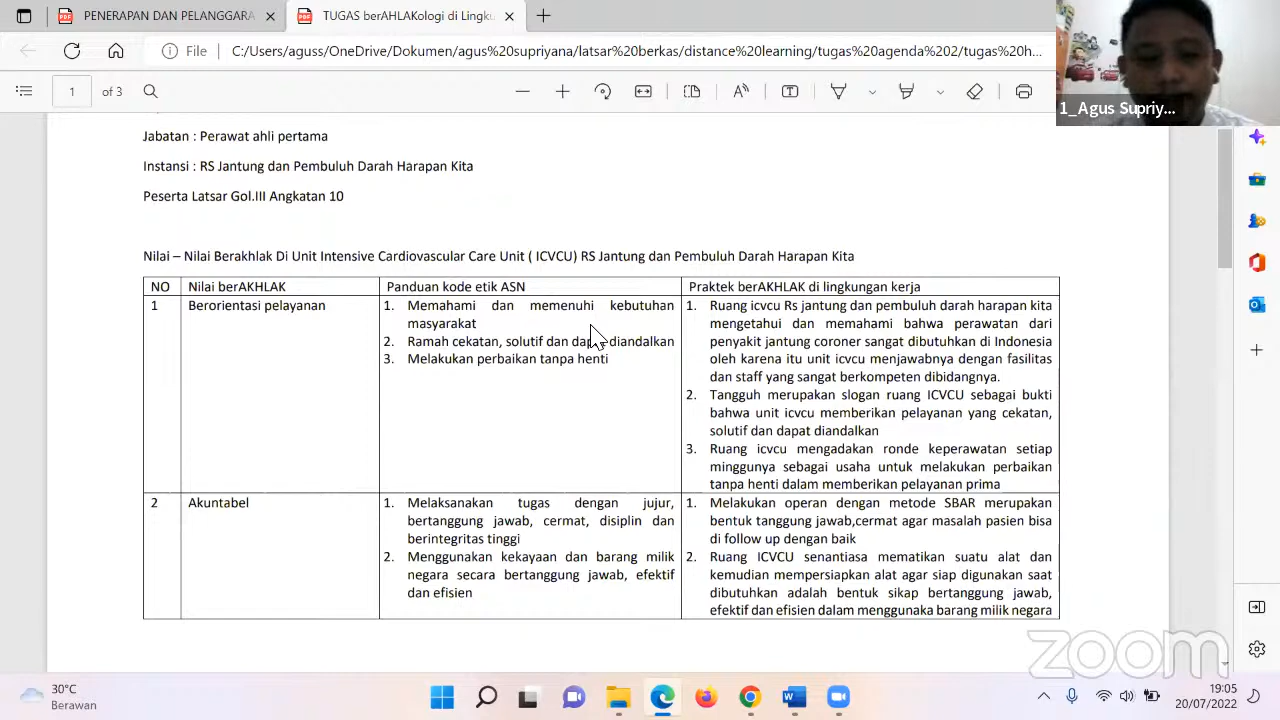 PENERAPAN DAN PELANGGARA
TUGAS berAHLAKologi di Lingku
File
C:/Users/aguss/OneDrive/Dokumen/agus%20supriyana/latsar%20berkas/distance%20learning/tugas%20agenda%202/tugas%20h...
1 of 3
1_Agus Supriy...
Jabatan : Perawat ahli pertama
Instansi : RS Jantung dan Pembuluh Darah Harapan Kita
Peserta Latsar Gol.III Angkatan 10
Nilai – Nilai Berakhlak Di Unit Intensive Cardiovascular Care Unit ( ICVCU) RS Jantung dan Pembuluh Darah Harapan Kita
NO Nilai berAKHLAK Panduan kode etik ASN Praktek berAKHLAK di lingkungan kerja
1 Berorientasi pelayanan
1. Memahami dan memenuhi kebutuhan
masyarakat
2. Ramah cekatan, solutif dan dapat diandalkan
3. Melakukan perbaikan tanpa henti
1. Ruang icvcu Rs jantung dan pembuluh darah harapan kita
mengetahui dan memahami bahwa perawatan dari
penyakit jantung coroner sangat dibutuhkan di Indonesia
oleh karena itu unit icvcu menjawabnya dengan fasilitas
dan staff yang sangat berkompeten dibidangnya.
2. Tangguh merupakan slogan ruang ICVCU sebagai bukti
bahwa unit icvcu memberikan pelayanan yang cekatan,
solutif dan dapat diandalkan
3. Ruang icvcu mengadakan ronde keperawatan setiap
minggunya sebagai usaha untuk melakukan perbaikan
tanpa henti dalam memberikan pelayanan prima
2 Akuntabel
1. Melaksanakan tugas dengan jujur,
bertanggung jawab, cermat, disiplin dan
berintegritas tinggi
2. Menggunakan kekayaan dan barang milik
negara secara bertanggung jawab, efektif
dan efisien
1. Melakukan operan dengan metode SBAR merupakan
bentuk tanggung jawab,cermat agar masalah pasien bisa
di follow up dengan baik
2. Ruang ICVCU senantiasa mematikan suatu alat dan
kemudian mempersiapkan alat agar siap digunakan saat
dibutuhkan adalah bentuk sikap bertanggung jawab,
efektif dan efisien dalam menggunaka barang milik negara
zoom
30°C
Berawan
19:05
20/07/2022